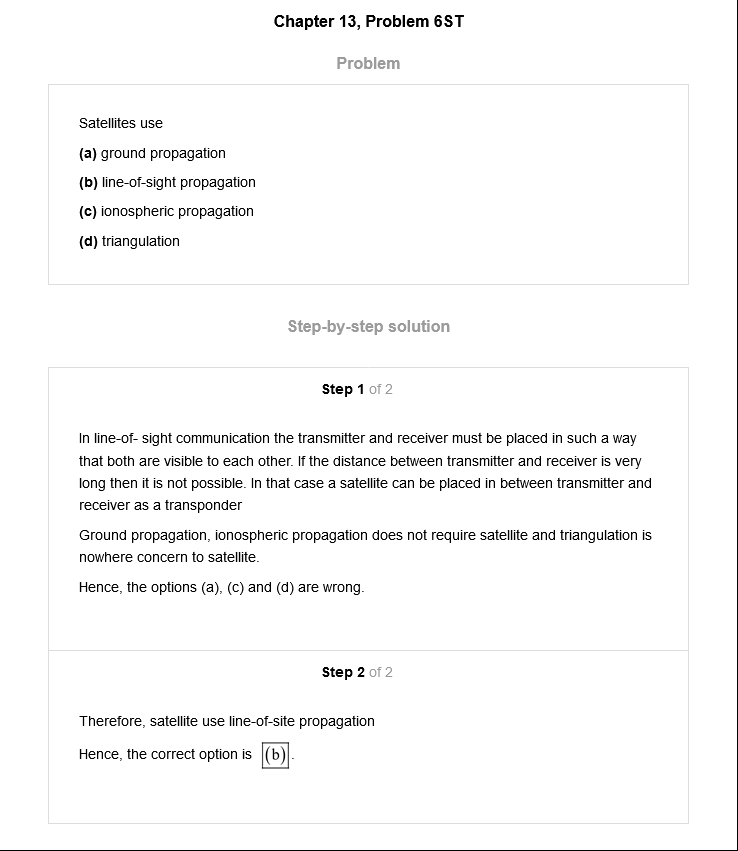 Chapter 13, Problem 6ST
Problem
Satellites use
(a) ground propagation
(b) line-of-sight propagation
(c) ionospheric propagation
(d) triangulation
Step-by-step solution
Step 1 of 2
In line-of- sight communication the transmitter and receiver must be placed in such a way
that both are visible to each other. If the distance between transmitter and receiver is very
long then it is not possible. In that case a satellite can be placed in between transmitter and
receiver as a transponder
Ground propagation, ionospheric propagation does not require satellite and triangulation is
nowhere concern to satellite.
Hence, the options (a), (c) and (d) are wrong.
Step 2 of 2
Therefore, satellite use line-of-site propagation
Hence, the correct option is (b).